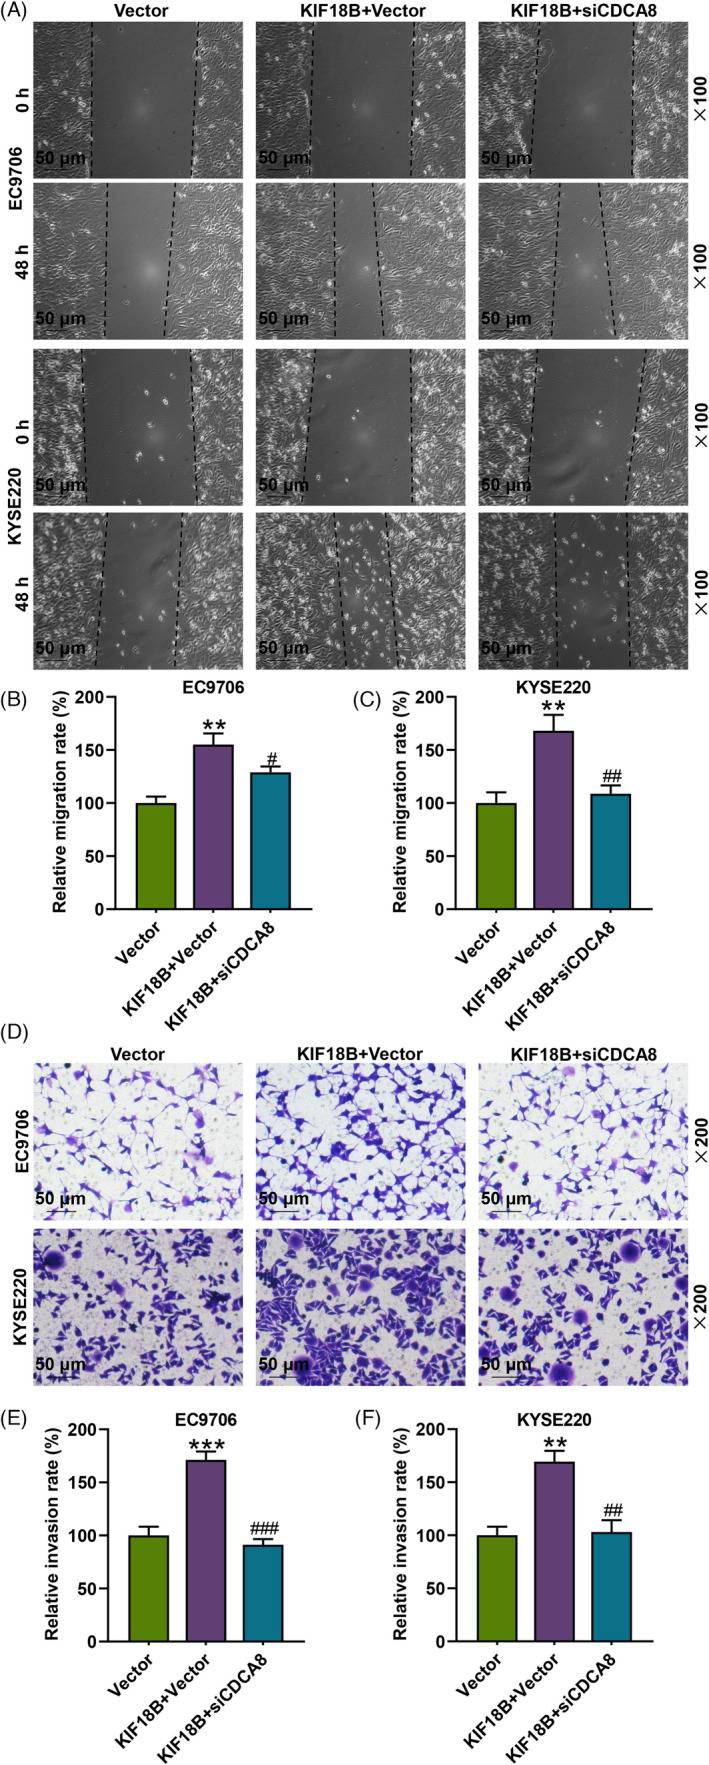 (A)
Vector
KIF18B+Vector
KIF18B+siCDCA8
EC9706
0 h
50 μm
50 μm
50 μm
×100
48 h
50 μm
50 μm
50 μm
×100
KYSE220
0 h
50 μm
50 μm
50 μm
×100
48 h
50 μm
50 μm
50 μm
×100
(B)
EC9706
Relative migration rate (%)
200
150
100
50
0
**
#
Vector
KIF18B+Vector
KIF18B+siCDCA8
(C)
KYSE220
Relative migration rate (%)
200
150
100
50
0
**
##
Vector
KIF18B+Vector
KIF18B+siCDCA8
(D)
Vector
KIF18B+Vector
KIF18B+siCDCA8
EC9706
50 μm
50 μm
50 μm
×200
KYSE220
50 μm
50 μm
50 μm
×200
(E)
EC9706
Relative invasion rate (%)
200
150
100
50
0
***
###
Vector
KIF18B+Vector
KIF18B+siCDCA8
(F)
KYSE220
Relative invasion rate (%)
200
150
100
50
0
**
##
Vector
KIF18B+Vector
KIF18B+siCDCA8